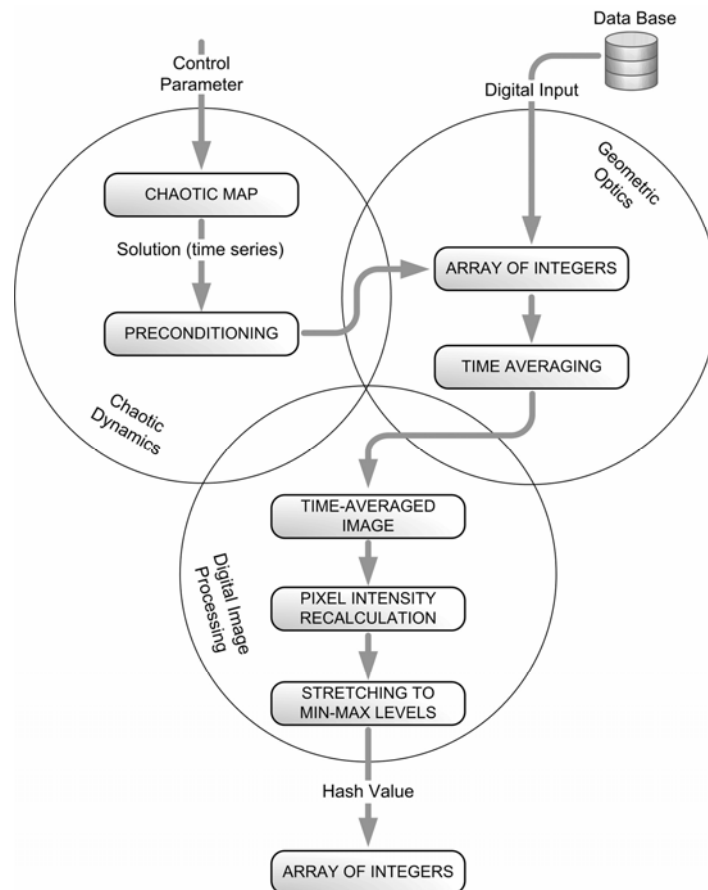 Data Base
Control
Parameter
Digital Input
Geometric
Optics
CHAOTIC MAP
Solution (time series)
ARRAY OF INTEGERS
PRECONDITIONING
TIME AVERAGING
Chaotic
Dynamics
TIME-AVERAGED
IMAGE
Digital Image
Processing
PIXEL INTENSITY
RECALCULATION
STRETCHING TO
MIN-MAX LEVELS
Hash Value
ARRAY OF INTEGERS